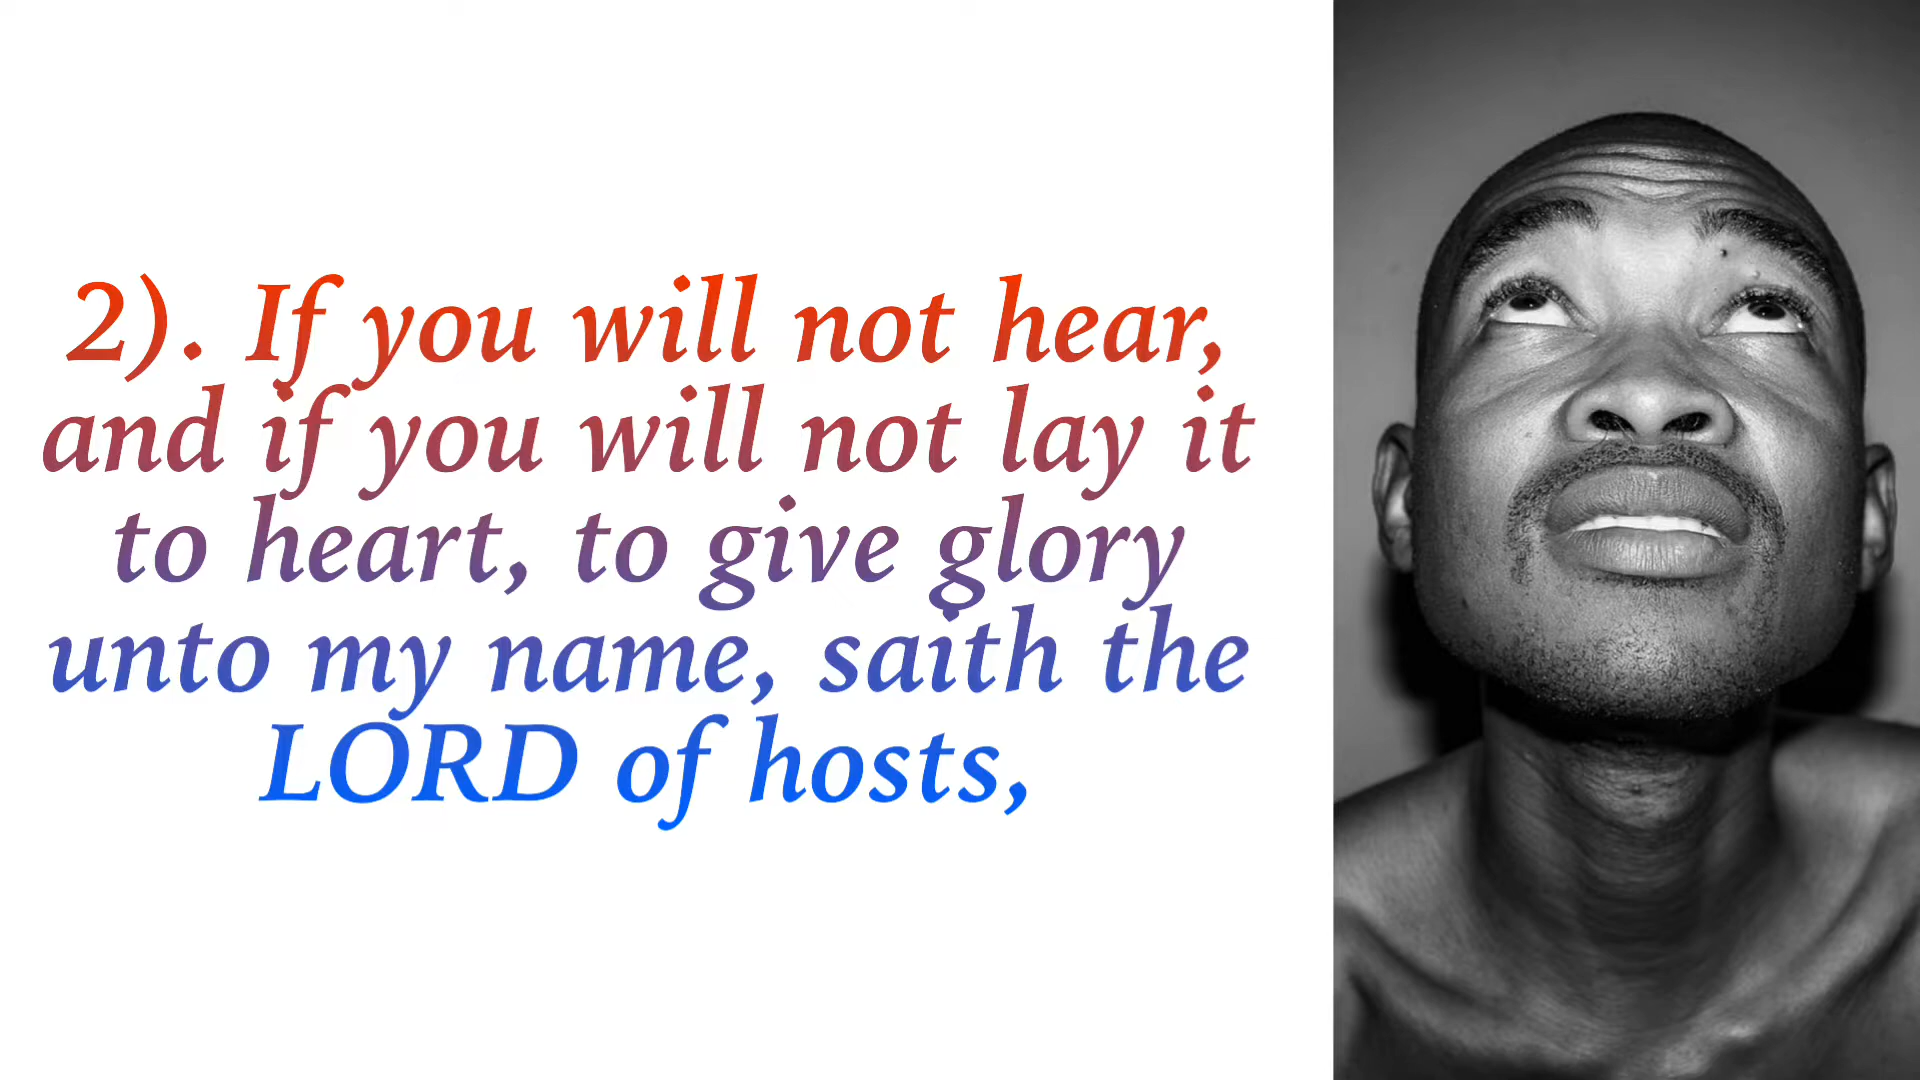 2). If you will not hear,
and if you will not lay it
to heart, to give glory
unto my name, saith the
LORD of hosts,